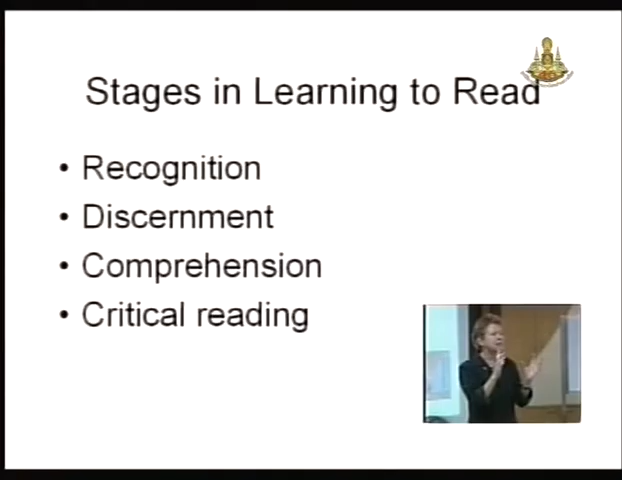 Stages in Learning to Read
• Recognition
• Discernment
• Comprehension
• Critical reading